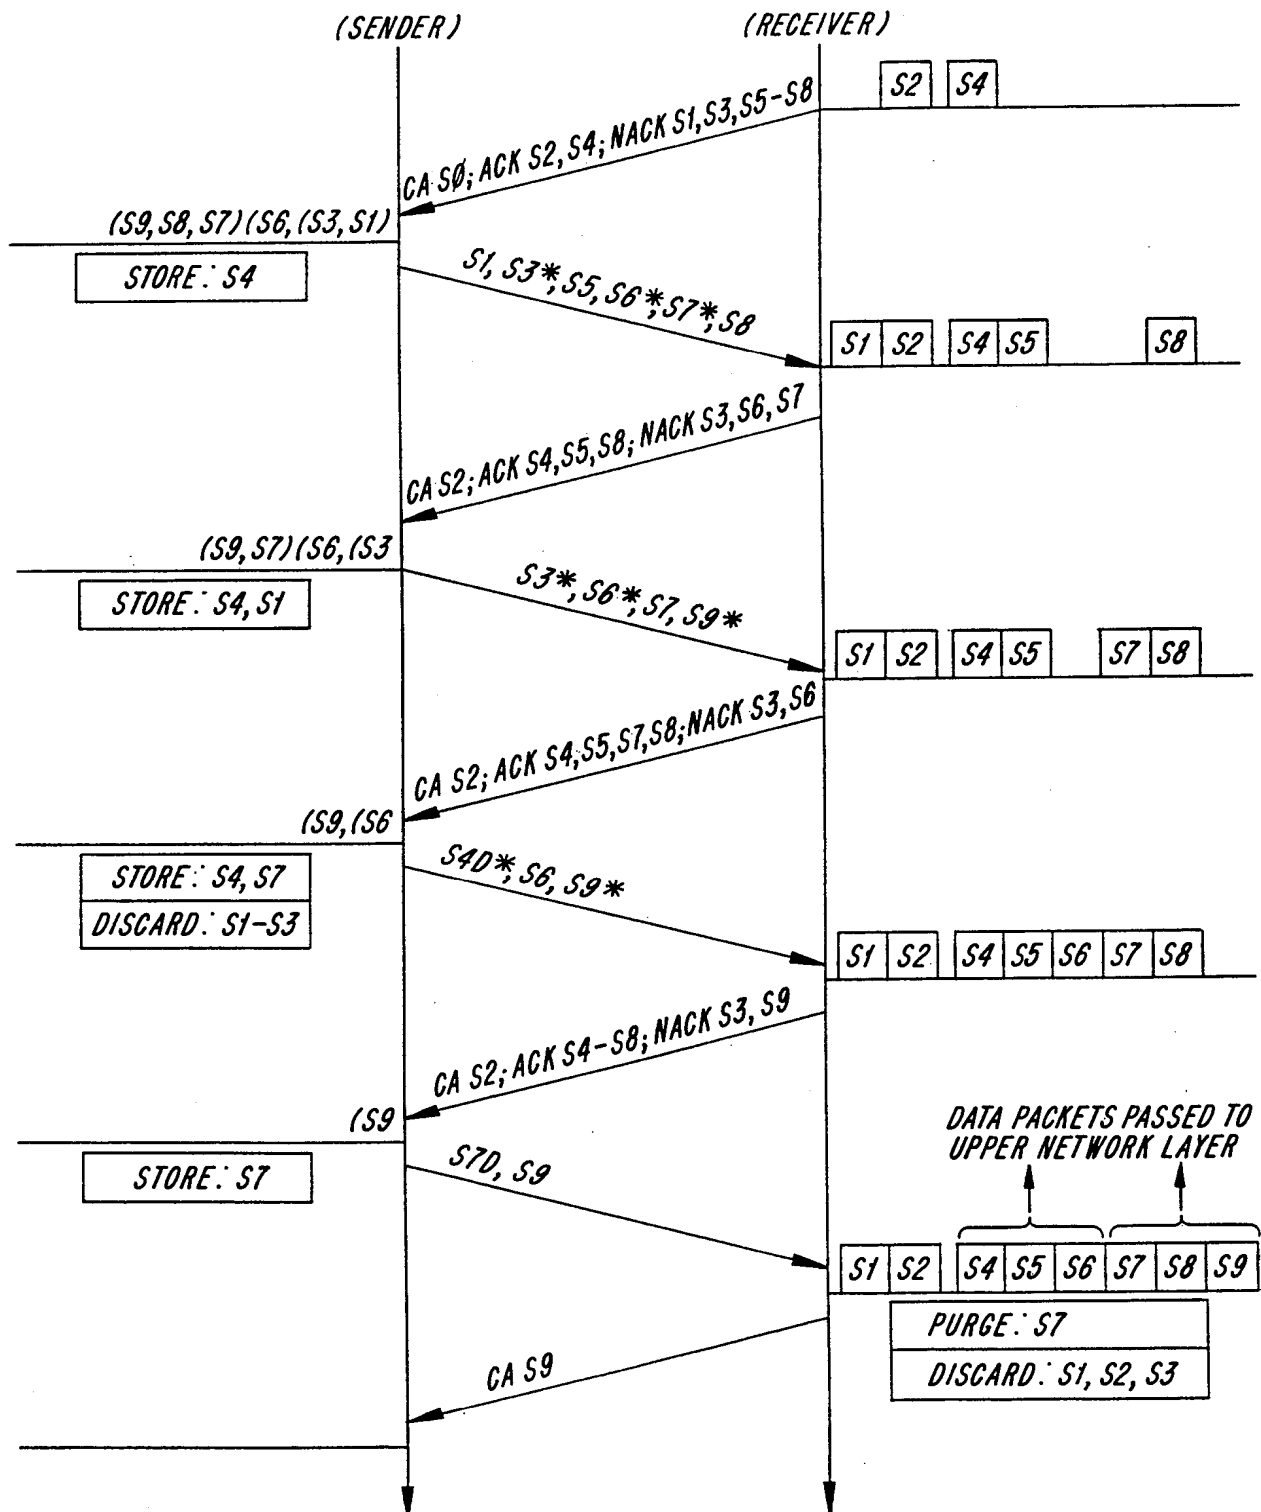 (SENDER)
(RECEIVER)
S2 S4
CA SØ; ACK S2, S4; NACK S1, S3, S5-S8
(S9, S8, S7)(S6, (S3, S1)
STORE: S4
S1, S3*, S5, S6*, S7*, S8
S1 S2 S4 S5 S8
CA S2; ACK S4, S5, S8; NACK S3, S6, S7
(S9, S7)(S6, (S3
STORE: S4, S1
S3*, S6*, S7, S9*
S1 S2 S4 S5 S7 S8
CA S2; ACK S4, S5, S7, S8; NACK S3, S6
(S9, (S6
STORE: S4, S7
DISCARD: S1-S3
S4D*, S6, S9*
S1 S2 S4 S5 S6 S7 S8
CA S2; ACK S4-S8; NACK S3, S9
(S9
STORE: S7
S7D, S9
DATA PACKETS PASSED TO
UPPER NETWORK LAYER
S1 S2 S4 S5 S6 S7 S8 S9
PURGE: S7
DISCARD: S1, S2, S3
CA S9